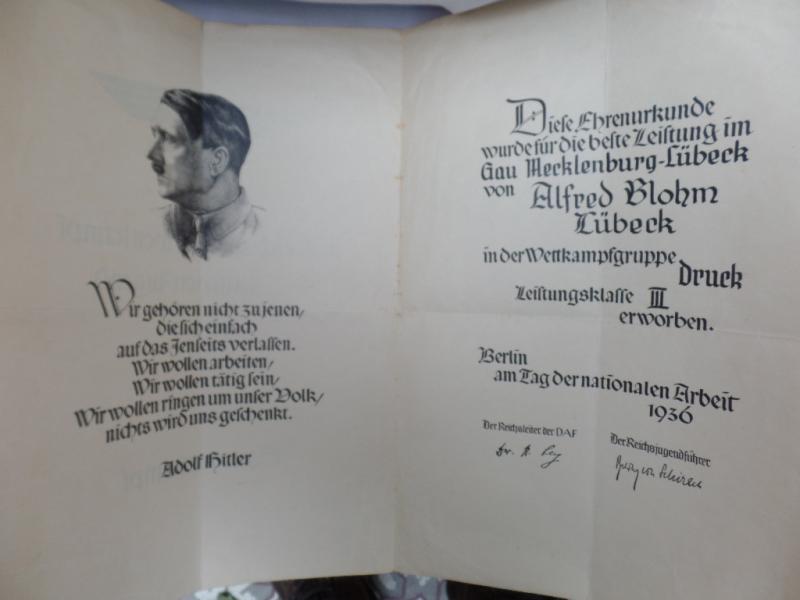 Wir gehören nicht zu jenen,
die sich einfach
auf das Jenseits verlassen.
Wir wollen arbeiten,
Wir wollen tätig sein,
Wir wollen ringen um unser Volk,
nichts wird uns geschenkt.
Adolf Hitler
Diese Ehrenurkunde
wurde für die beste Leistung im
Gau Mecklenburg-Lübeck
von Alfred Blohm
Lübeck
in der Wettkampfgruppe
Druck
Leistungsklasse III
erworben.
Berlin
am Tag der nationalen Arbeit
1936
Der Reichsleiter der DAF
Dr. R. Ley
Der Reichsjugendführer